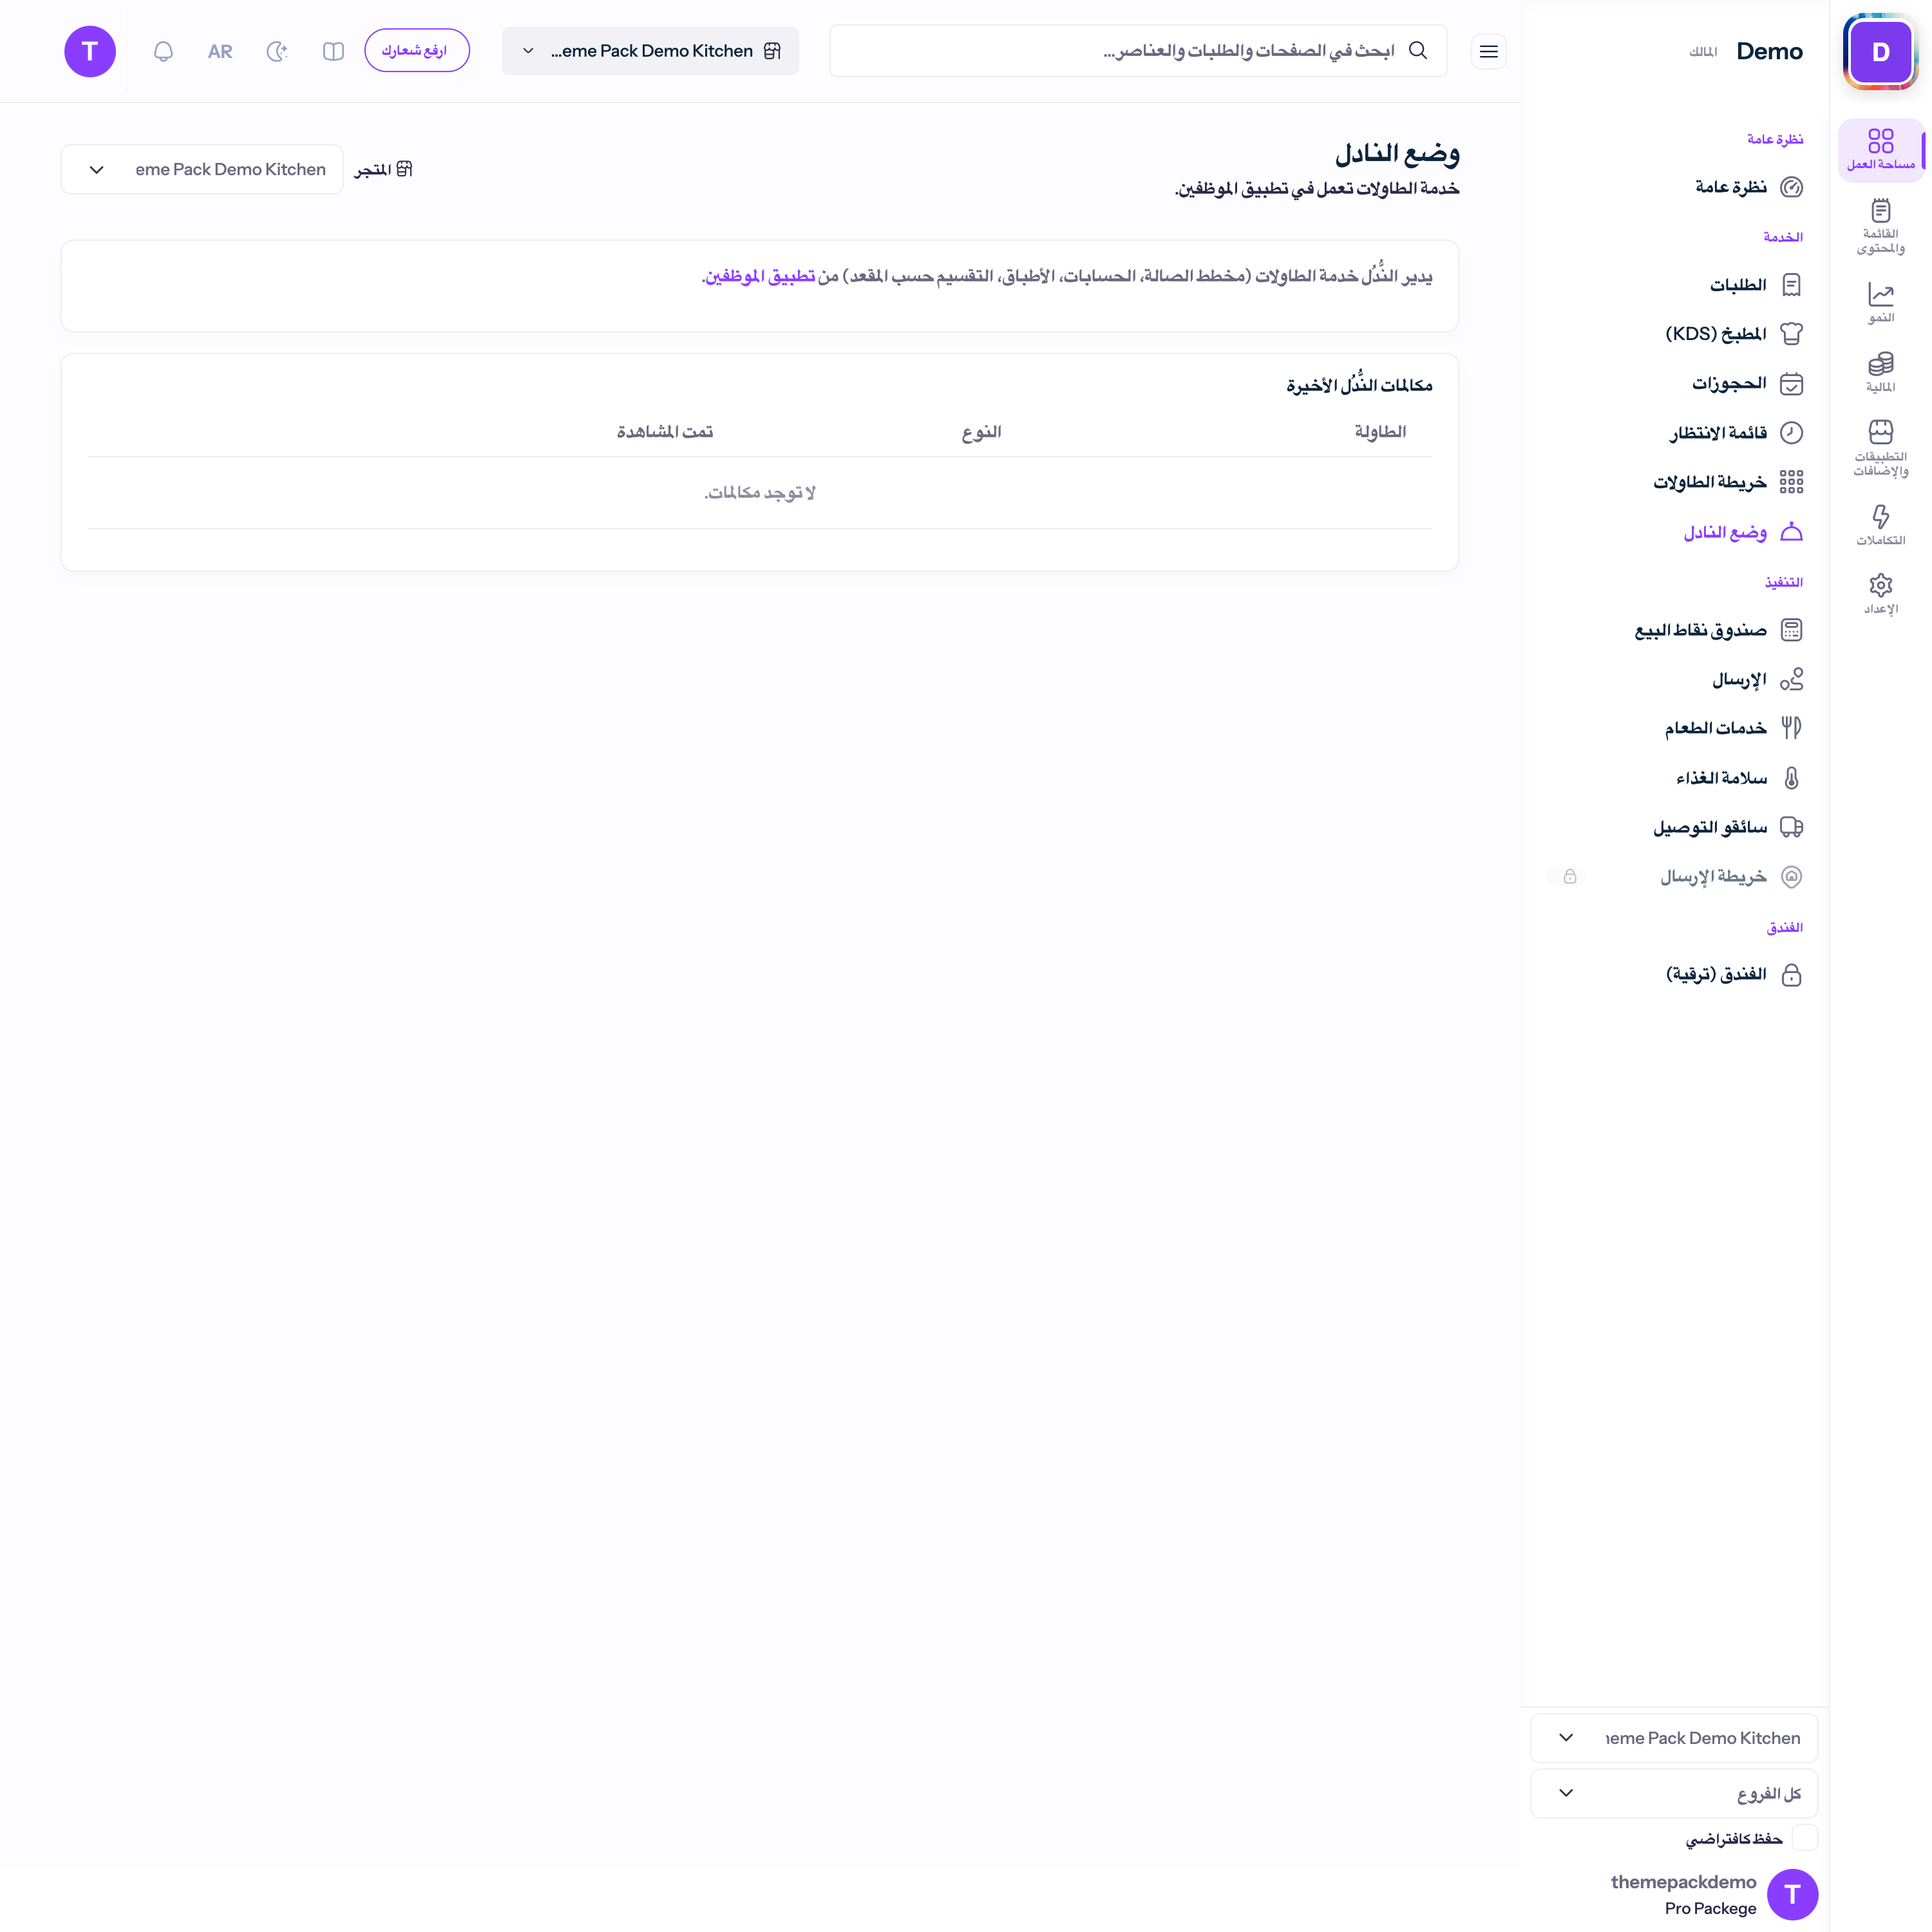 D
مساحة العمل
القائمة
والمحتوى
النمو
المالية
التطبيقات
والإضافات
التكاملات
الإعداد
Demo المالك
نظرة عامة
نظرة عامة
الخدمة
الطلبات
المطبخ (KDS)
الحجوزات
قائمة الانتظار
خريطة الطاولات
وضع النادل
التنفيذ
صندوق نقاط البيع
الإرسال
خدمات الطعام
سلامة الغذاء
سائقو التوصيل
خريطة الإرسال
الفندق
الفندق (ترقية)
eme Pack Demo Kitchen
كل الفروع
حفظ كافتراضي
T
themepackdemo
Pro Packege
ابحث في الصفحات والطلبات والعناصر...
...eme Pack Demo Kitchen
ارفع شعارك
AR
T
وضع النادل
خدمة الطاولات تعمل في تطبيق الموظفين.
المتجر
eme Pack Demo Kitchen
يدير النُّدُل خدمة الطاولات (مخطط الصالة، الحسابات، الأطباق، التقسيم حسب المقعد) من تطبيق الموظفين.
مكالمات النُّدُل الأخيرة
الطاولة النوع تمت المشاهدة
لا توجد مكالمات.